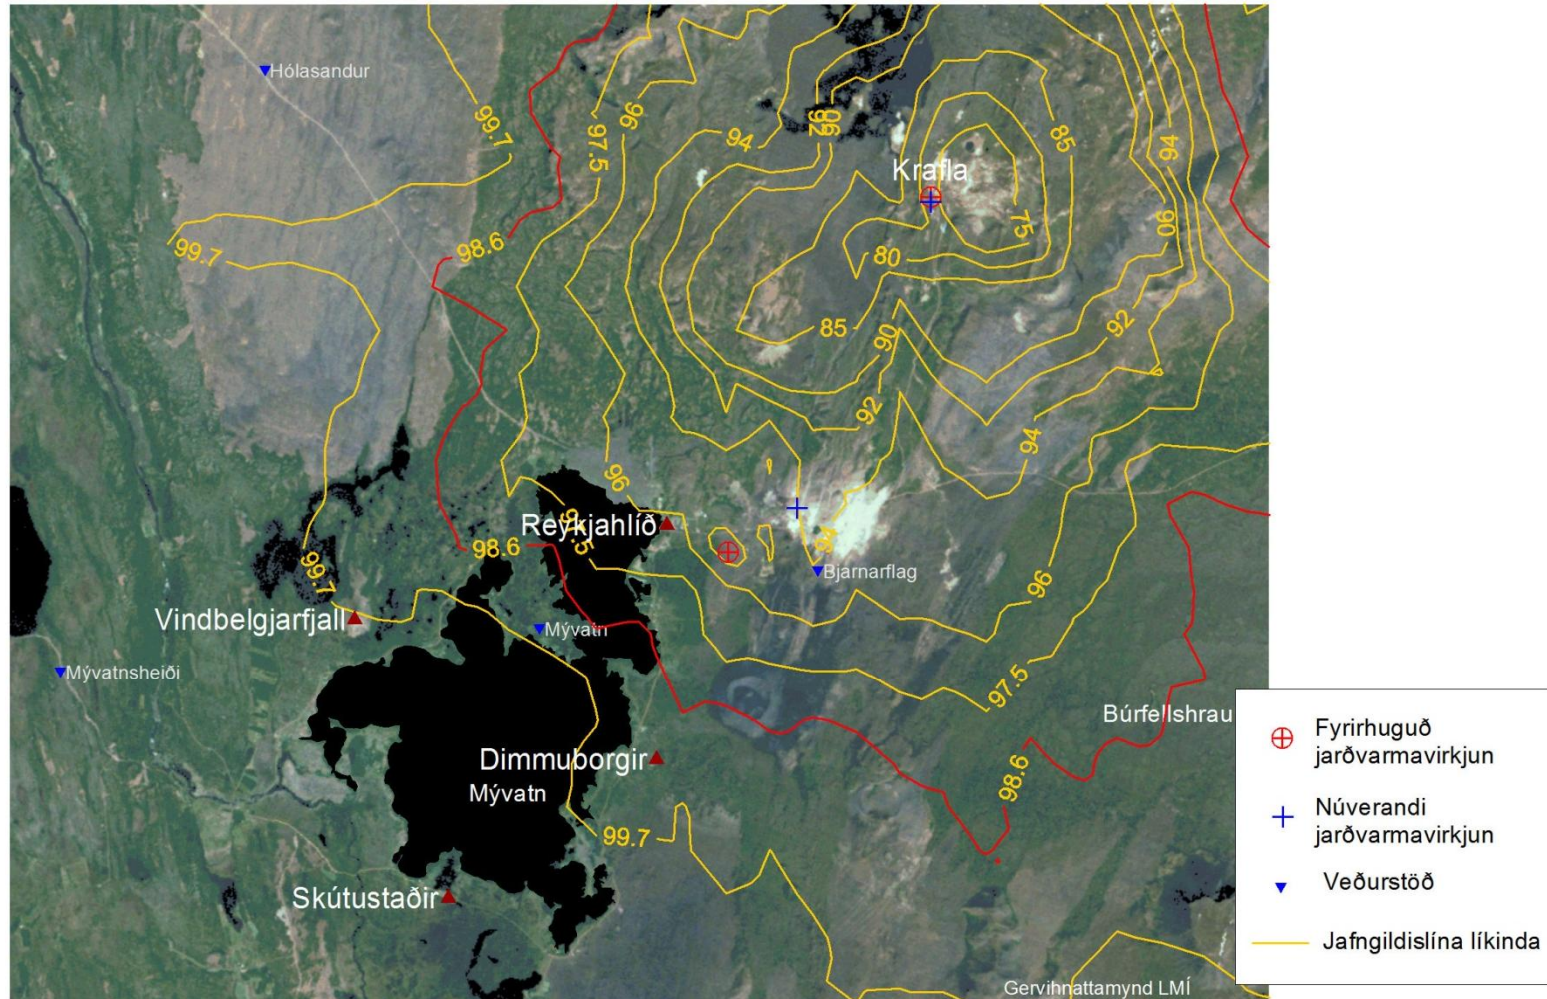 Hólasandur
99.7
97.5
96
94
92
90
85
94
Krafla
99.7
98.6
80
75
90
85
90
92
92
94
96
Reykjahlíð
97.5
98.6
94
Bjarnarflag
99.7
96
Vindbelgjarfjall
Mývatn
Mývatnsheiði
97.5
Búrfellshrau
Dimmuborgir
Mývatn
98.6
99.7
Skútustaðir
Gervihnattamynd LMÍ
Fyrirhuguð
jarðvarmavirkjun
Núverandi
jarðvarmavirkjun
Veðurstöð
Jafngildislína líkinda